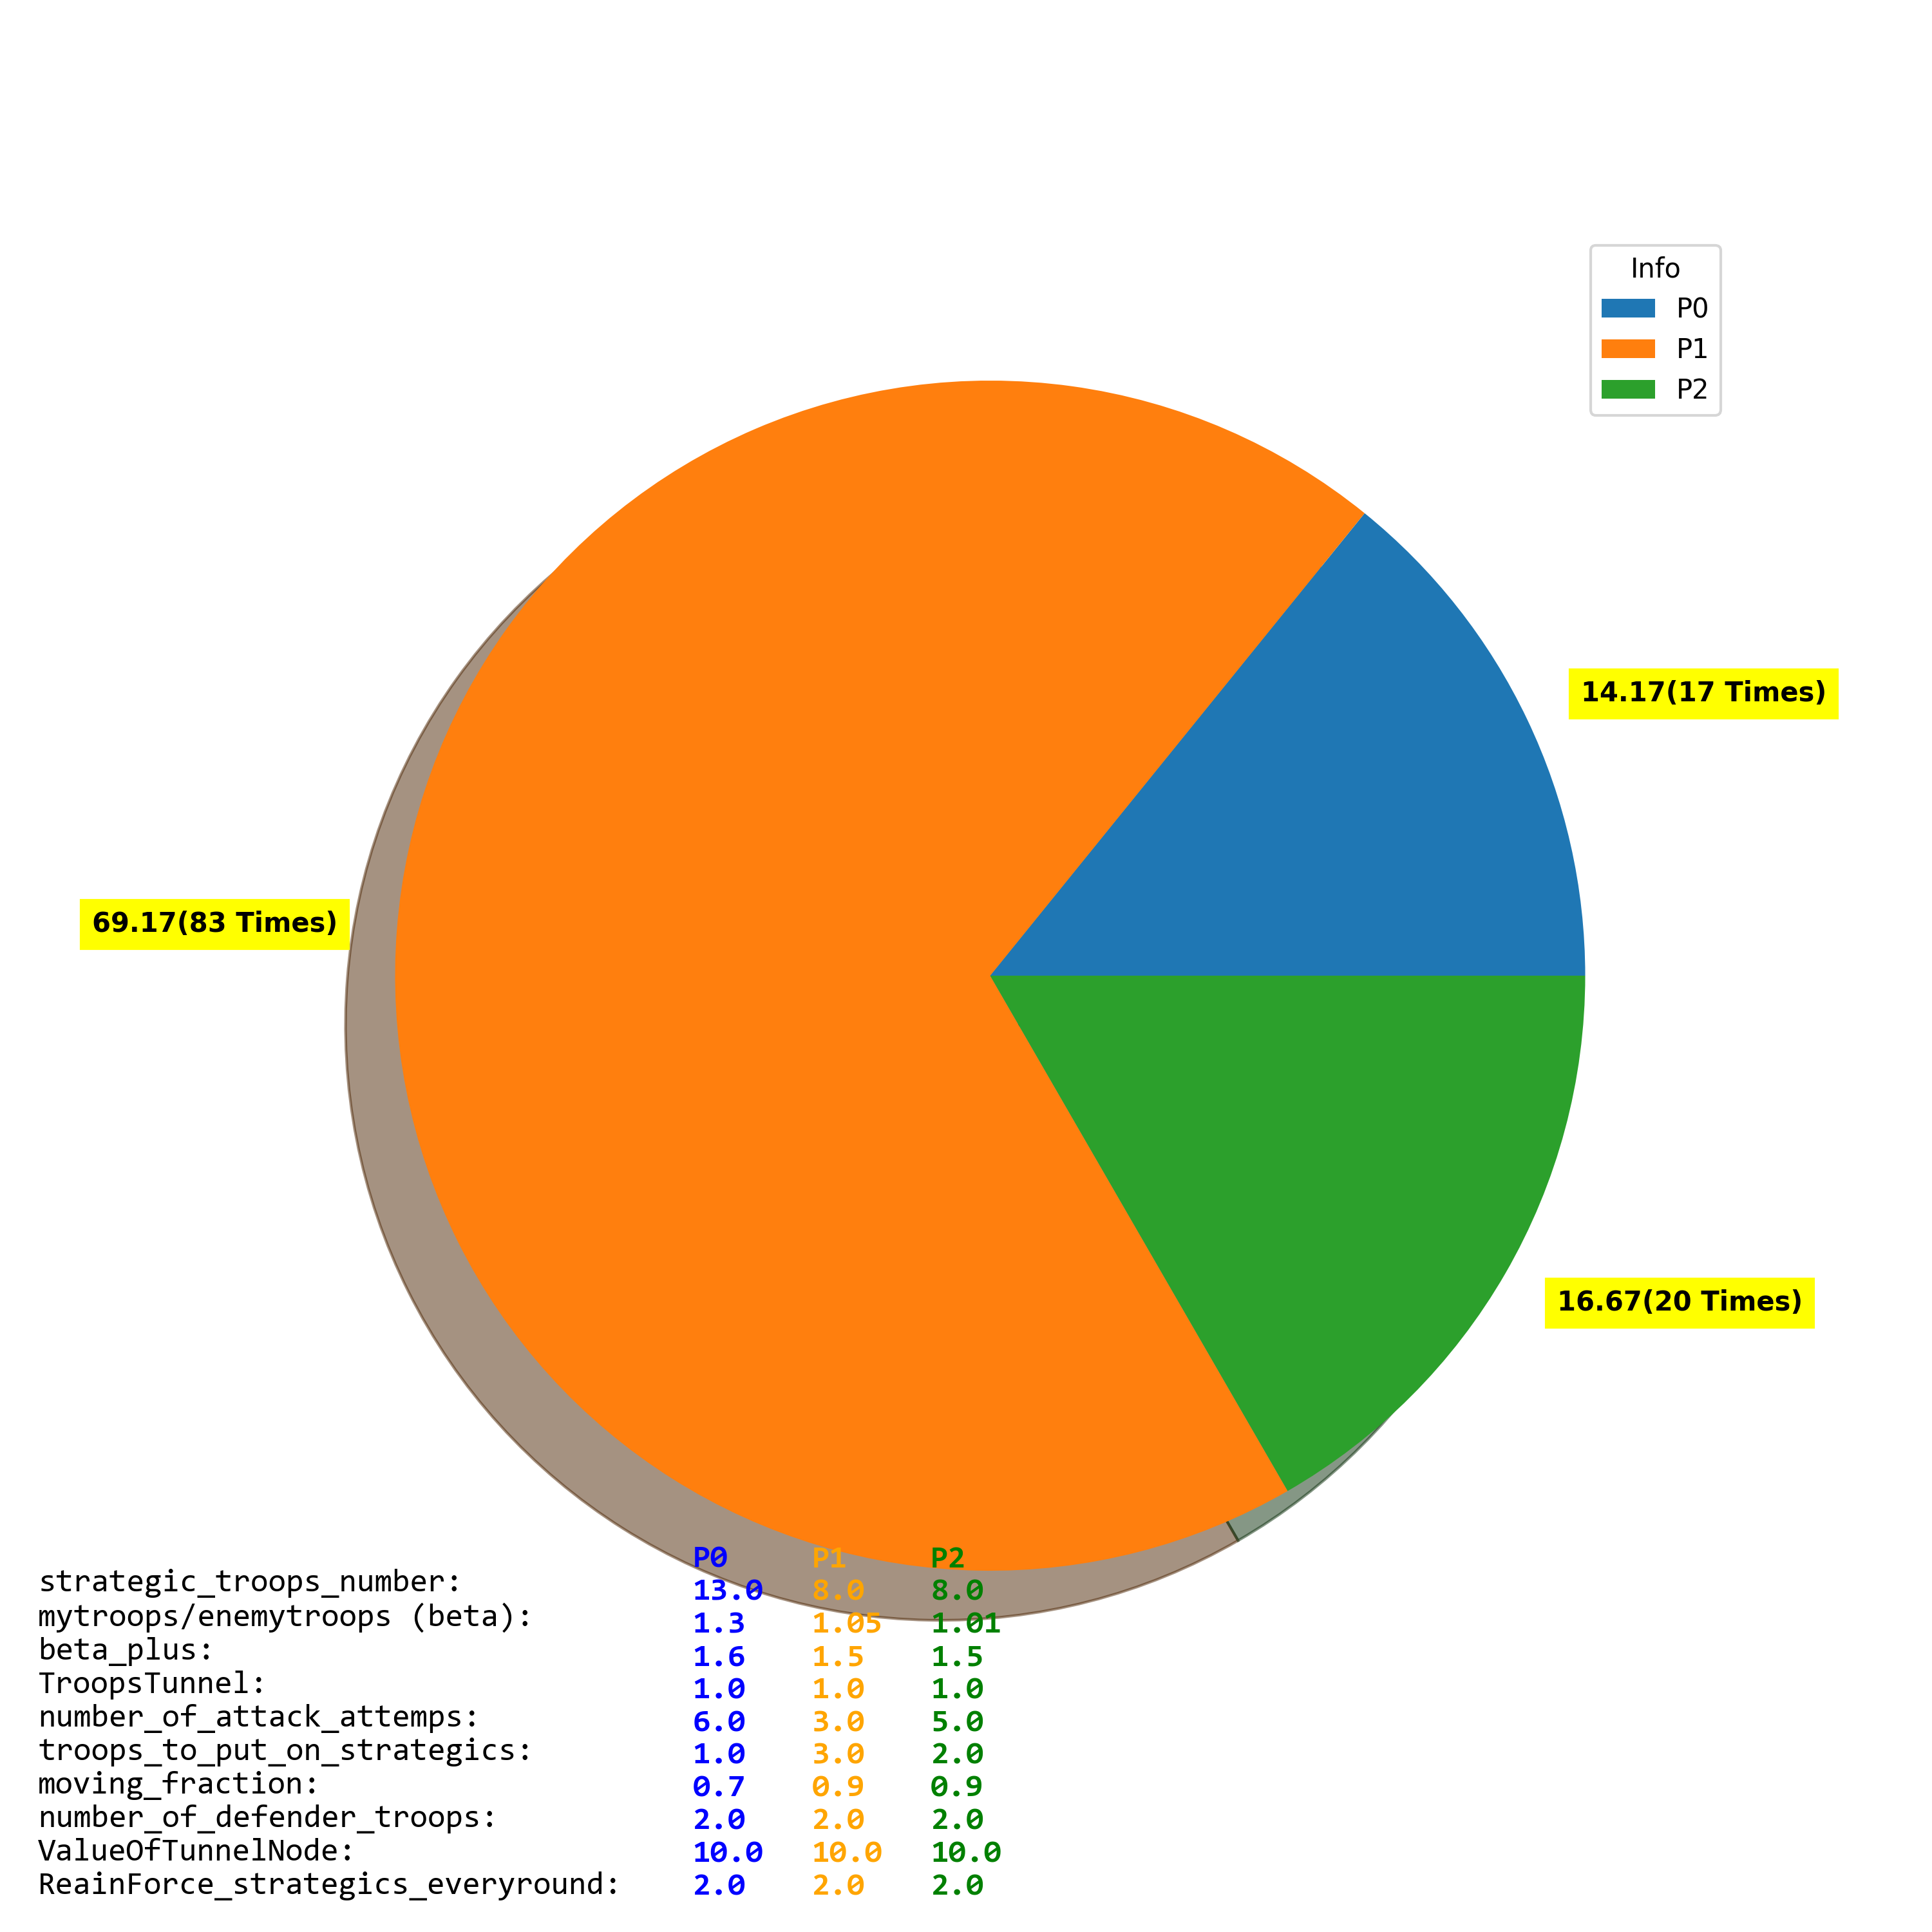 Info
P0
P1
P2
14.17(17 Times)
69.17(83 Times)
16.67(20 Times)
P0 P1 P2
strategic_troops_number: 13.0 8.0 8.0
mytroops/enemytroops (beta): 1.3 1.05 1.01
beta_plus: 1.6 1.5 1.5
TroopsTunnel: 1.0 1.0 1.0
number_of_attack_attemps: 6.0 3.0 5.0
troops_to_put_on_strategics: 1.0 3.0 2.0
moving_fraction: 0.7 0.9 0.9
number_of_defender_troops: 2.0 2.0 2.0
ValueOfTunnelNode: 10.0 10.0 10.0
ReainForce_strategics_everyround: 2.0 2.0 2.0